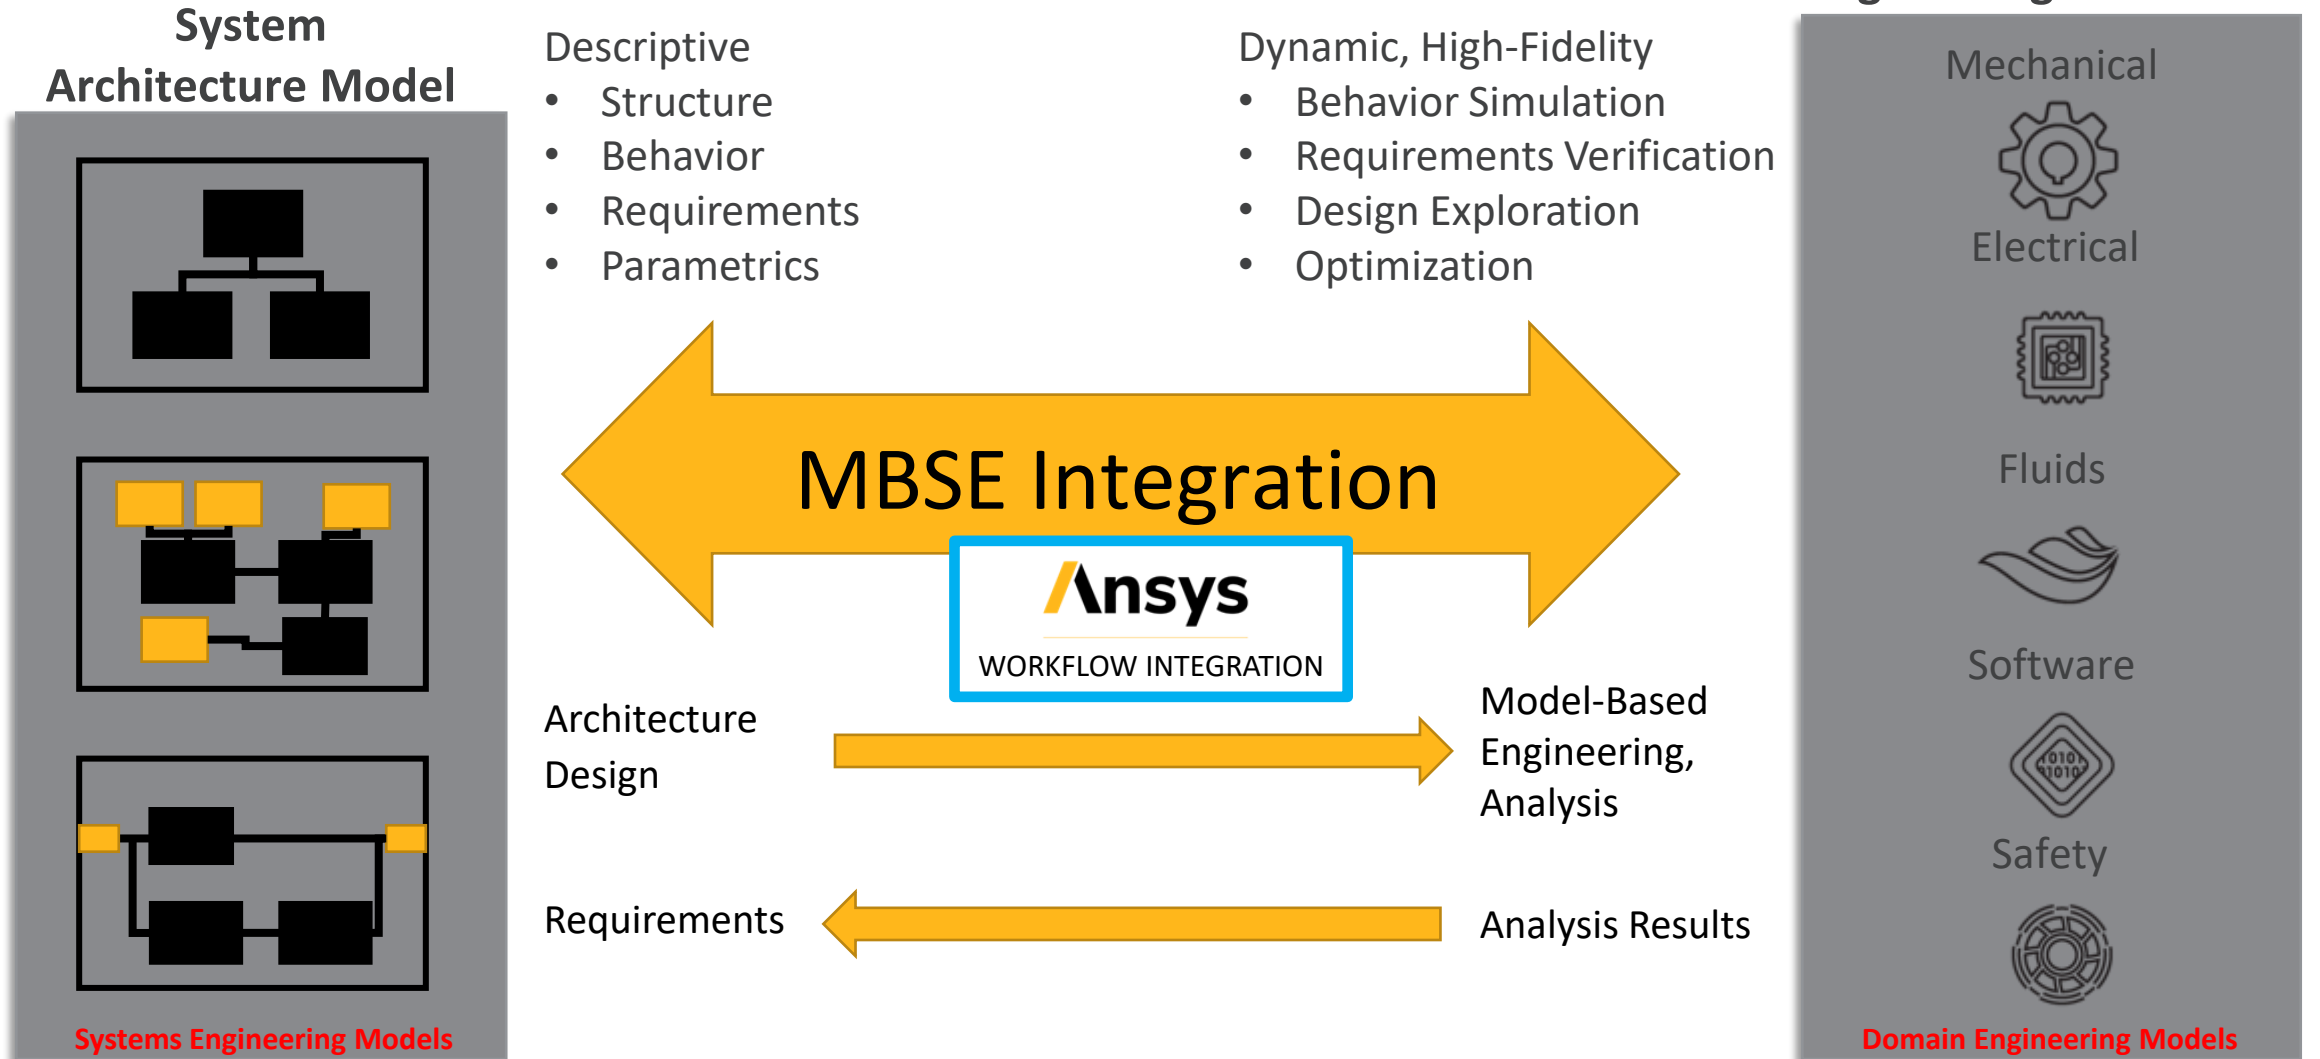 System
Architecture Model
Descriptive
• Structure
• Behavior
• Requirements
• Parametrics
Dynamic, High-Fidelity
• Behavior Simulation
• Requirements Verification
• Design Exploration
• Optimization
MBSE Integration
Ansys
WORKFLOW INTEGRATION
Architecture
Design
Model-Based
Engineering,
Analysis
Requirements
Analysis Results
Systems Engineering Models
Mechanical
Electrical
Fluids
Software
Safety
Domain Engineering Models